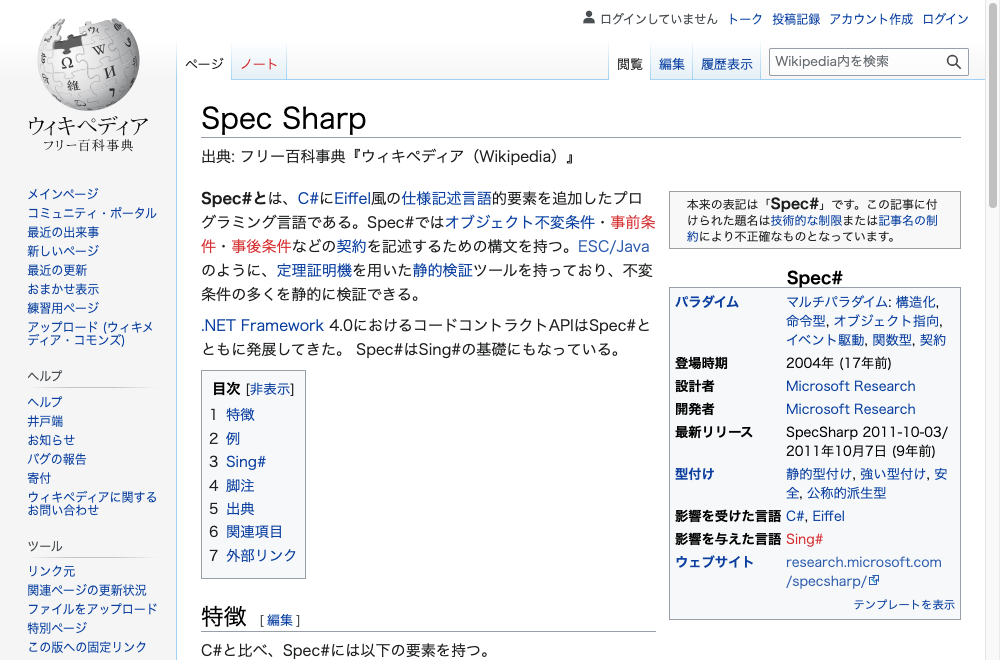 ログインしていません トーク 投稿記録 アカウント作成 ログイン
ページ ノート 閲覧 編集 履歴表示 Wikipedia内を検索
Ω W И 維
ウィキペディア
フリー百科事典
メインページ
コミュニティ・ポータル
最近の出来事
新しいページ
最近の更新
おまかせ表示
練習用ページ
アップロード (ウィキメ
ディア・コモンズ)
ヘルプ
ヘルプ
井戸端
お知らせ
バグの報告
寄付
ウィキペディアに関する
お問い合わせ
ツール
リンク元
関連ページの更新状況
ファイルをアップロード
特別ページ
この版への固定リンク
Spec Sharp
出典: フリー百科事典『ウィキペディア（Wikipedia）』
Spec#とは、C#にEiffel風の仕様記述言語的要素を追加したプロ
グラミング言語である。Spec#ではオブジェクト不変条件・事前条
件・事後条件などの契約を記述するための構文を持つ。ESC/Java
のように、定理証明機を用いた静的検証ツールを持っており、不変
条件の多くを静的に検証できる。
.NET Framework 4.0におけるコードコントラクトAPIはSpec#と
ともに発展してきた。 Spec#はSing#の基礎にもなっている。
目次 [非表示]
1 特徴
2 例
3 Sing#
4 脚注
5 出典
6 関連項目
7 外部リンク
特徴 [ 編集 ]
C#と比べ、Spec#には以下の要素を持つ。
本来の表記は「Spec#」です。この記事に付
けられた題名は技術的な制限または記事名の制
約により不正確なものとなっています。
Spec#
パラダイム マルチパラダイム: 構造化,
命令型, オブジェクト指向,
イベント駆動, 関数型, 契約
登場時期 2004年 (17年前)
設計者 Microsoft Research
開発者 Microsoft Research
最新リリース SpecSharp 2011-10-03/
2011年10月7日 (9年前)
型付け 静的型付け, 強い型付け, 安
全, 公称的派生型
影響を受けた言語 C#, Eiffel
影響を与えた言語 Sing#
ウェブサイト research.microsoft.com
/specsharp/
テンプレートを表示